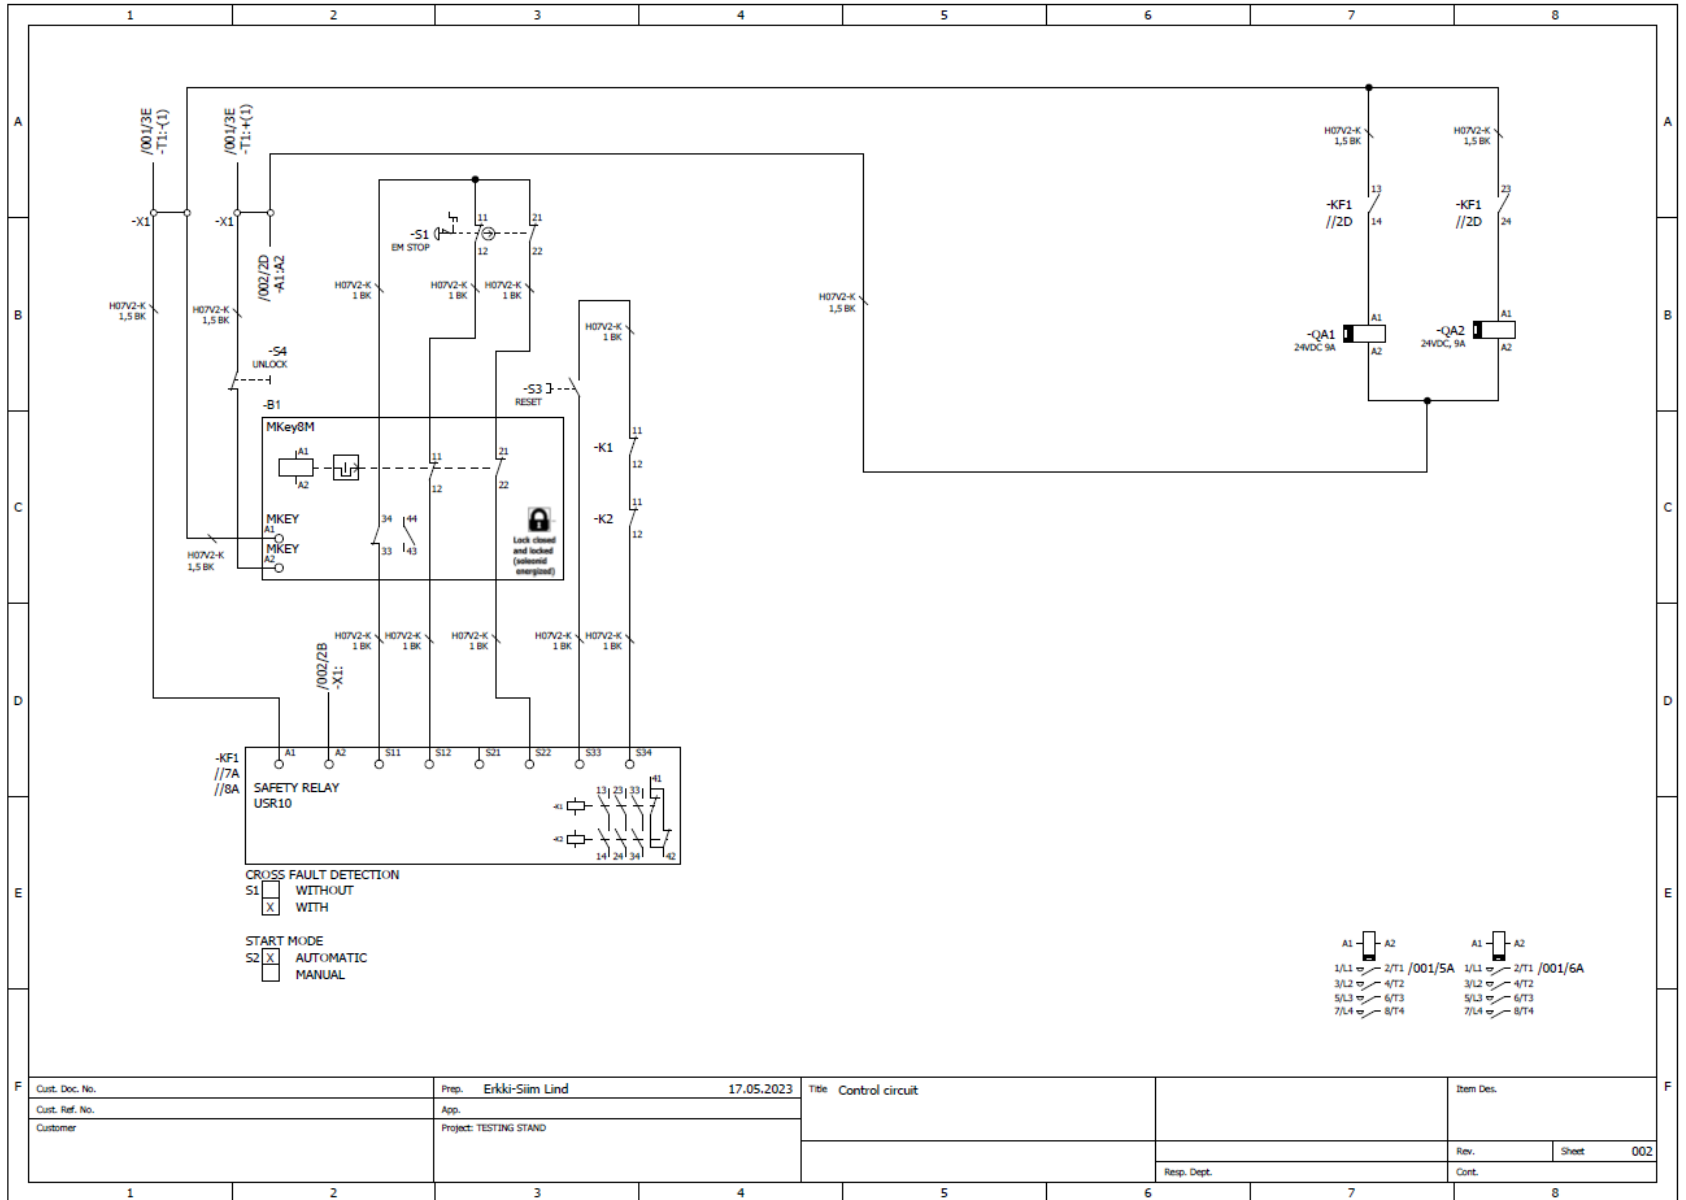 1 2 3 4 5 6 7 8
A
A
/001/3E
-T1:-(1)
/001/3E
-T1:+(1)
H07V2-K
1,5 BK
H07V2-K
1,5 BK
-X1
-X1
13
-KF1
//2D
14
23
-KF1
//2D
24
-S1
EM STOP
11
12
21
22
/002/2D
-A1:A2
H07V2-K
1,5 BK
H07V2-K
1,5 BK
H07V2-K
1 BK
H07V2-K
1 BK
H07V2-K
1 BK
H07V2-K
1,5 BK
B
B
H07V2-K
1 BK
-QA1
24VDC 9A
A1
A2
-QA2
24VDC, 9A
A1
A2
-S4
UNLOCK
-S3
RESET
-B1
MKey8M
A1
A2
11
12
21
22
-K1
11
12
-K2
11
12
C
C
MKEY
A1
MKEY
A2
34
33
44
43
Lock closed
and locked
(soleonid
energized)
H07V2-K
1,5 BK
H07V2-K
1 BK
H07V2-K
1 BK
H07V2-K
1 BK
H07V2-K
1 BK
H07V2-K
1 BK
/002/2B
-X1:
D
D
-KF1
//7A
//8A
A1 A2 S11 S12 S21 S22 S33 S34
SAFETY RELAY
USR10
41
13 23 33
-K1
-K2
14 24 34 42
CROSS FAULT DETECTION
S1 WITHOUT
X WITH
E
E
START MODE
S2 X AUTOMATIC
MANUAL
A1 A2
1/L1 2/T1 /001/5A
3/L2 4/T2
5/L3 6/T3
7/L4 8/T4
A1 A2
1/L1 2/T1 /001/6A
3/L2 4/T2
5/L3 6/T3
7/L4 8/T4
F
F
Cust. Doc. No.
Cust. Ref. No.
Customer
Prep. Erkki-Siim Lind 17.05.2023
App.
Project: TESTING STAND
Title Control circuit
Resp. Dept.
Item Des.
Rev. Sheet 002
Cont.
1 2 3 4 5 6 7 8